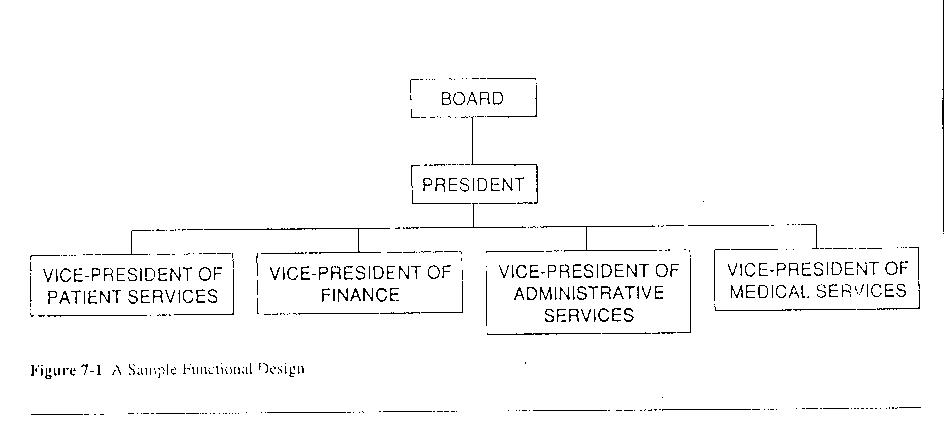 BOARD
PRESIDENT
VICE-PRESIDENT OF
PATIENT SERVICES
VICE-PRESIDENT OF
FINANCE
VICE-PRESIDENT OF
ADMINISTRATIVE
SERVICES
VICE-PRESIDENT OF
MEDICAL SERVICES
Figure 7-1 A Sample Functional Design